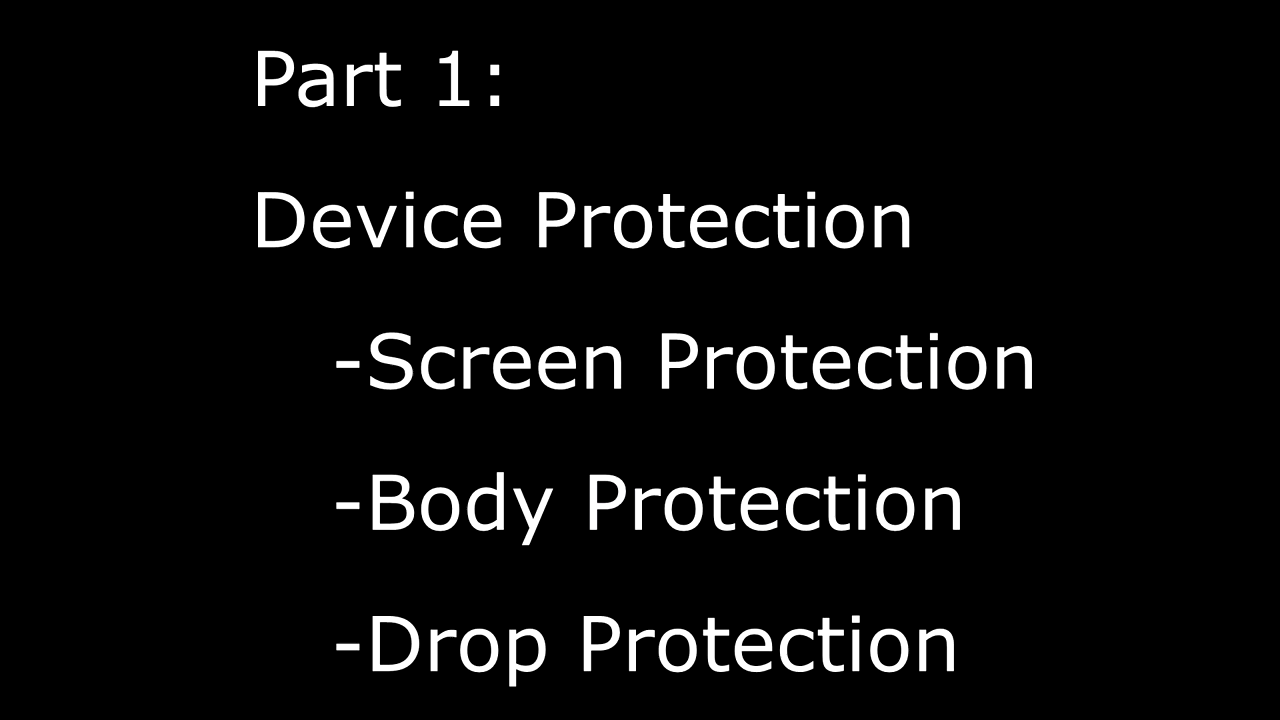 Part 1:
Device Protection
-Screen Protection
-Body Protection
-Drop Protection